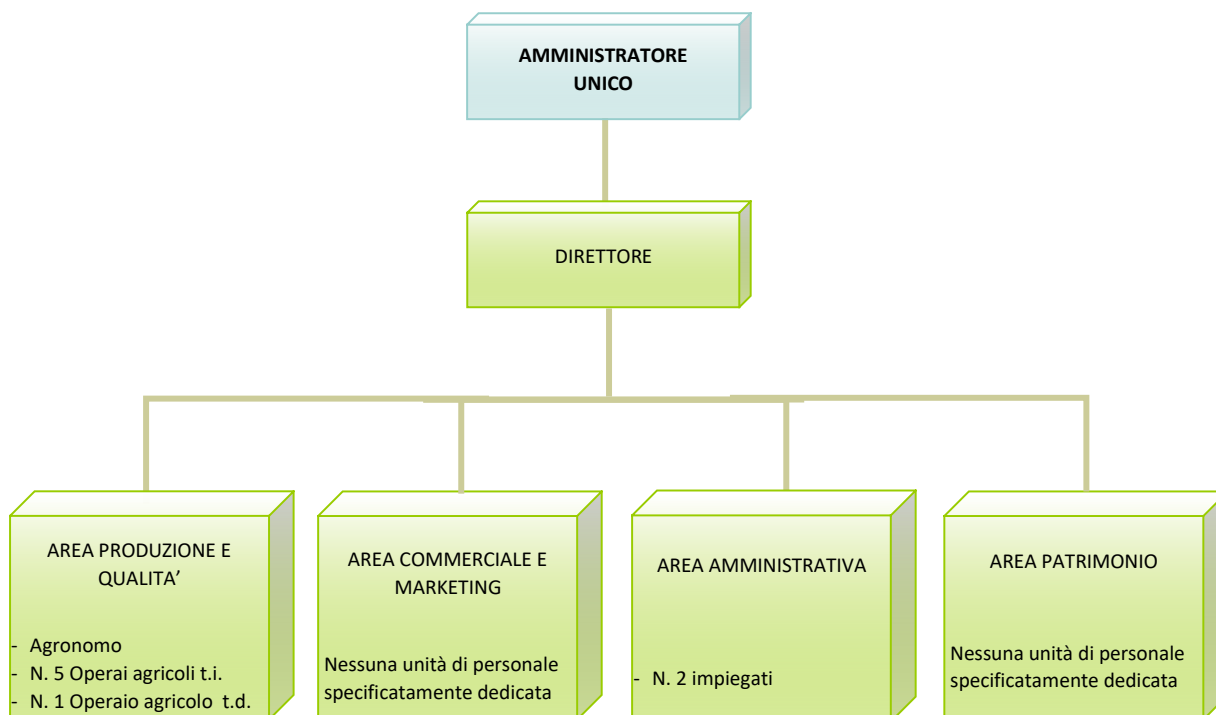 AMMINISTRATORE
UNICO
DIRETTORE
AREA PRODUZIONE E
QUALITA’
- Agronomo
- N. 5 Operai agricoli t.i.
- N. 1 Operaio agricolo t.d.
AREA COMMERCIALE E
MARKETING
Nessuna unità di personale
specificatamente dedicata
AREA AMMINISTRATIVA
- N. 2 impiegati
AREA PATRIMONIO
Nessuna unità di personale
specificatamente dedicata